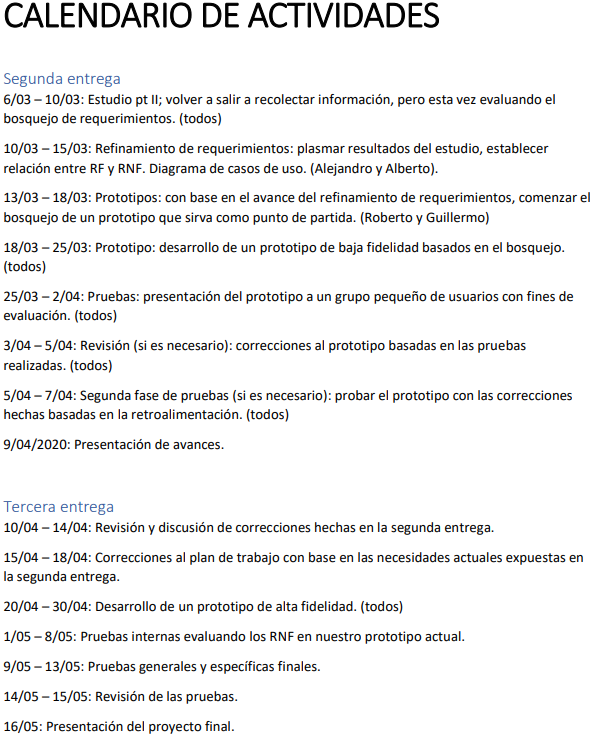 CALENDARIO DE ACTIVIDADES
Segunda entrega
6/03 – 10/03: Estudio pt II; volver a salir a recolectar información, pero esta vez evaluando el
bosquejo de requerimientos. (todos)
10/03 – 15/03: Refinamiento de requerimientos: plasmar resultados del estudio, establecer
relación entre RF y RNF. Diagrama de casos de uso. (Alejandro y Alberto).
13/03 – 18/03: Prototipos: con base en el avance del refinamiento de requerimientos, comenzar el
bosquejo de un prototipo que sirva como punto de partida. (Roberto y Guillermo)
18/03 – 25/03: Prototipo: desarrollo de un prototipo de baja fidelidad basados en el bosquejo.
(todos)
25/03 – 2/04: Pruebas: presentación del prototipo a un grupo pequeño de usuarios con fines de
evaluación. (todos)
3/04 – 5/04: Revisión (si es necesario): correcciones al prototipo basadas en las pruebas
realizadas. (todos)
5/04 – 7/04: Segunda fase de pruebas (si es necesario): probar el prototipo con las correcciones
hechas basadas en la retroalimentación. (todos)
9/04/2020: Presentación de avances.
Tercera entrega
10/04 – 14/04: Revisión y discusión de correcciones hechas en la segunda entrega.
15/04 – 18/04: Correcciones al plan de trabajo con base en las necesidades actuales expuestas en
la segunda entrega.
20/04 – 30/04: Desarrollo de un prototipo de alta fidelidad. (todos)
1/05 – 8/05: Pruebas internas evaluando los RNF en nuestro prototipo actual.
9/05 – 13/05: Pruebas generales y específicas finales.
14/05 – 15/05: Revisión de las pruebas.
16/05: Presentación del proyecto final.